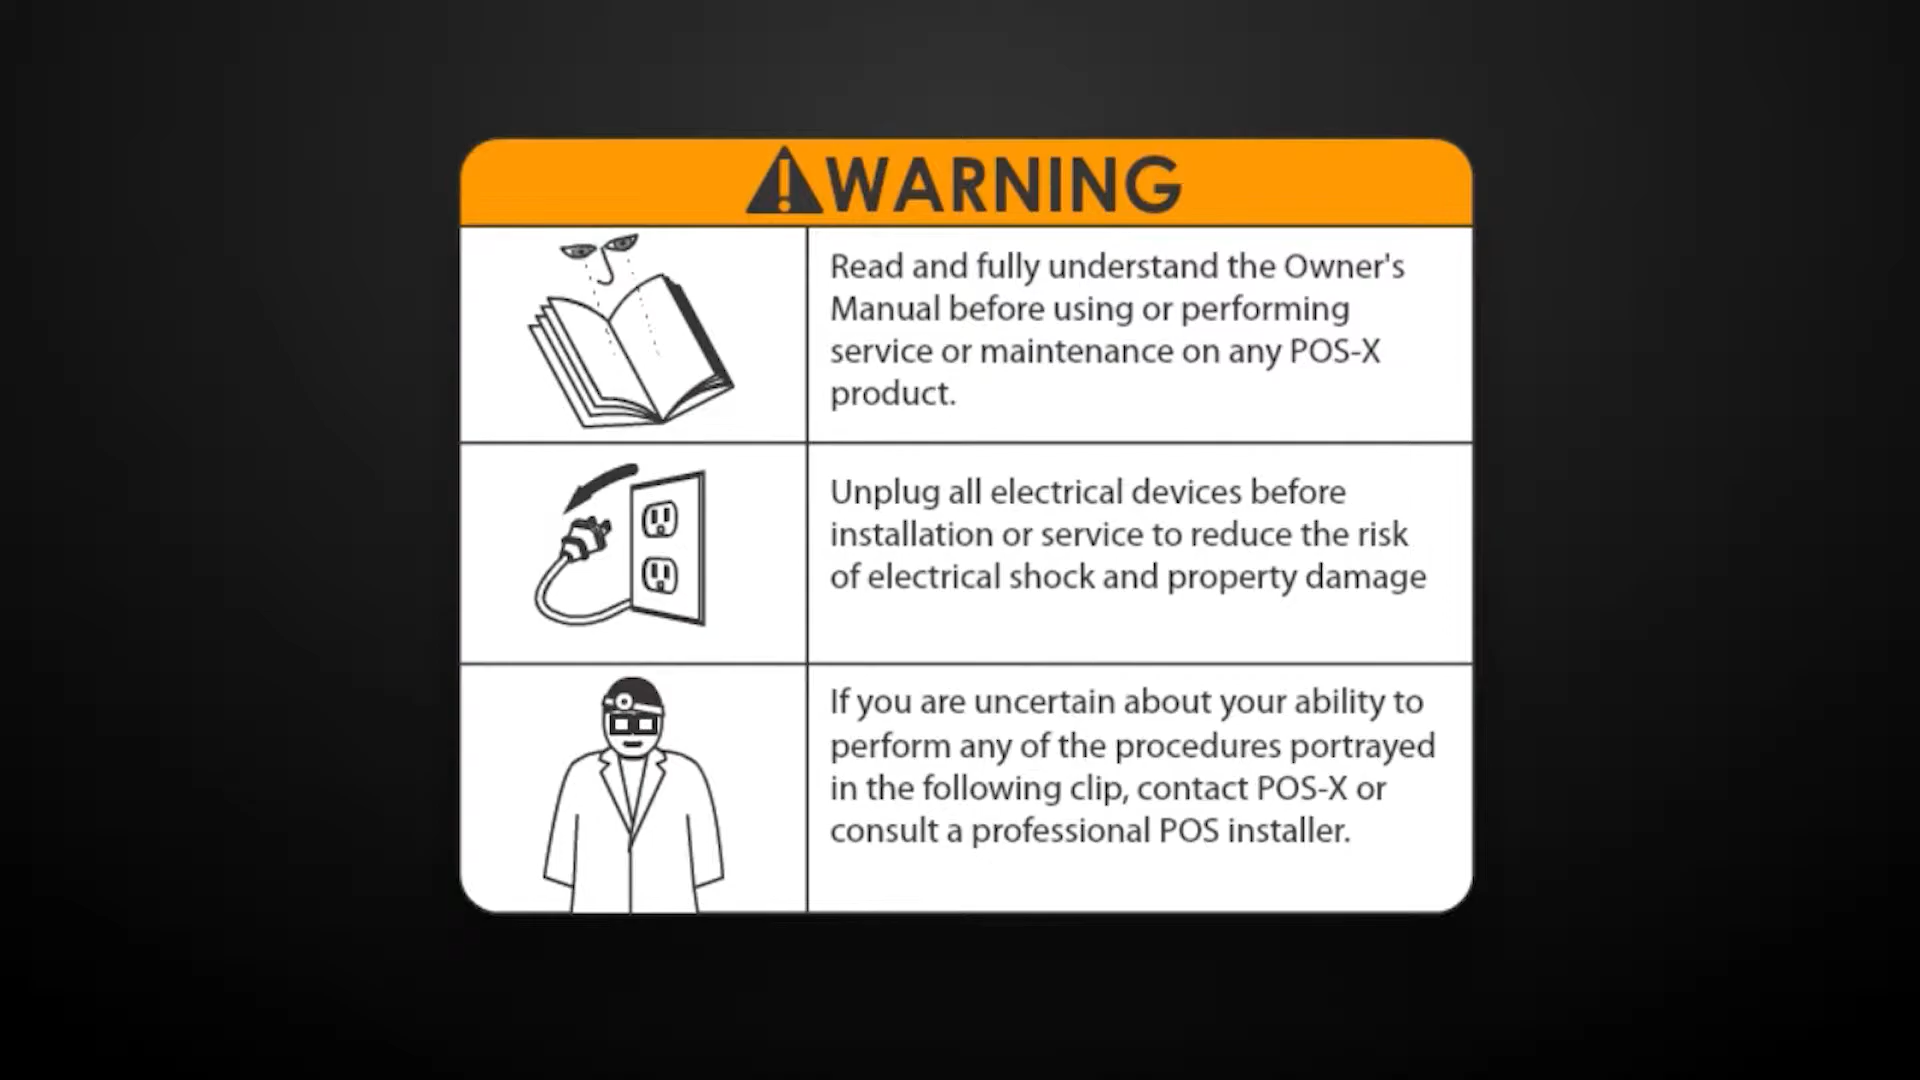 WARNING
Read and fully understand the Owner's
Manual before using or performing
service or maintenance on any POS-X
product.
Unplug all electrical devices before
installation or service to reduce the risk
of electrical shock and property damage
If you are uncertain about your ability to
perform any of the procedures portrayed
in the following clip, contact POS-X or
consult a professional POS installer.